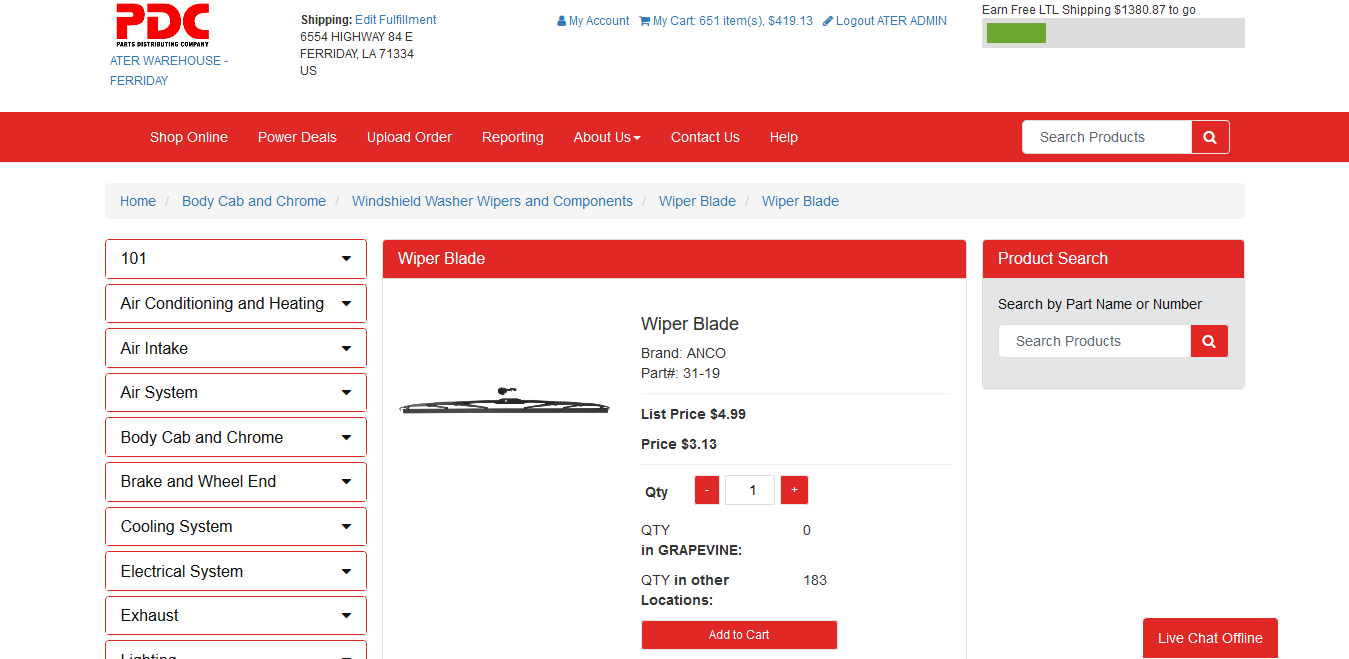 PDC
PARTS DISTRIBUTING COMPANY
ATER WAREHOUSE -
FERRIDAY
Shipping: Edit Fulfillment
6554 HIGHWAY 84 E
FERRIDAY, LA 71334
US
My Account My Cart: 651 item(s), $419.13 Logout ATER ADMIN
Earn Free LTL Shipping $1380.87 to go
Shop Online Power Deals Upload Order Reporting About Us Contact Us Help Search Products
Home / Body Cab and Chrome / Windshield Washer Wipers and Components / Wiper Blade / Wiper Blade
101
Air Conditioning and Heating
Air Intake
Air System
Body Cab and Chrome
Brake and Wheel End
Cooling System
Electrical System
Exhaust
Lighting
Wiper Blade
Wiper Blade
Brand: ANCO
Part#: 31-19
List Price $4.99
Price $3.13
Qty - 1 +
QTY 0
in GRAPEVINE:
QTY in other 183
Locations:
Add to Cart
Product Search
Search by Part Name or Number
Search Products
Live Chat Offline